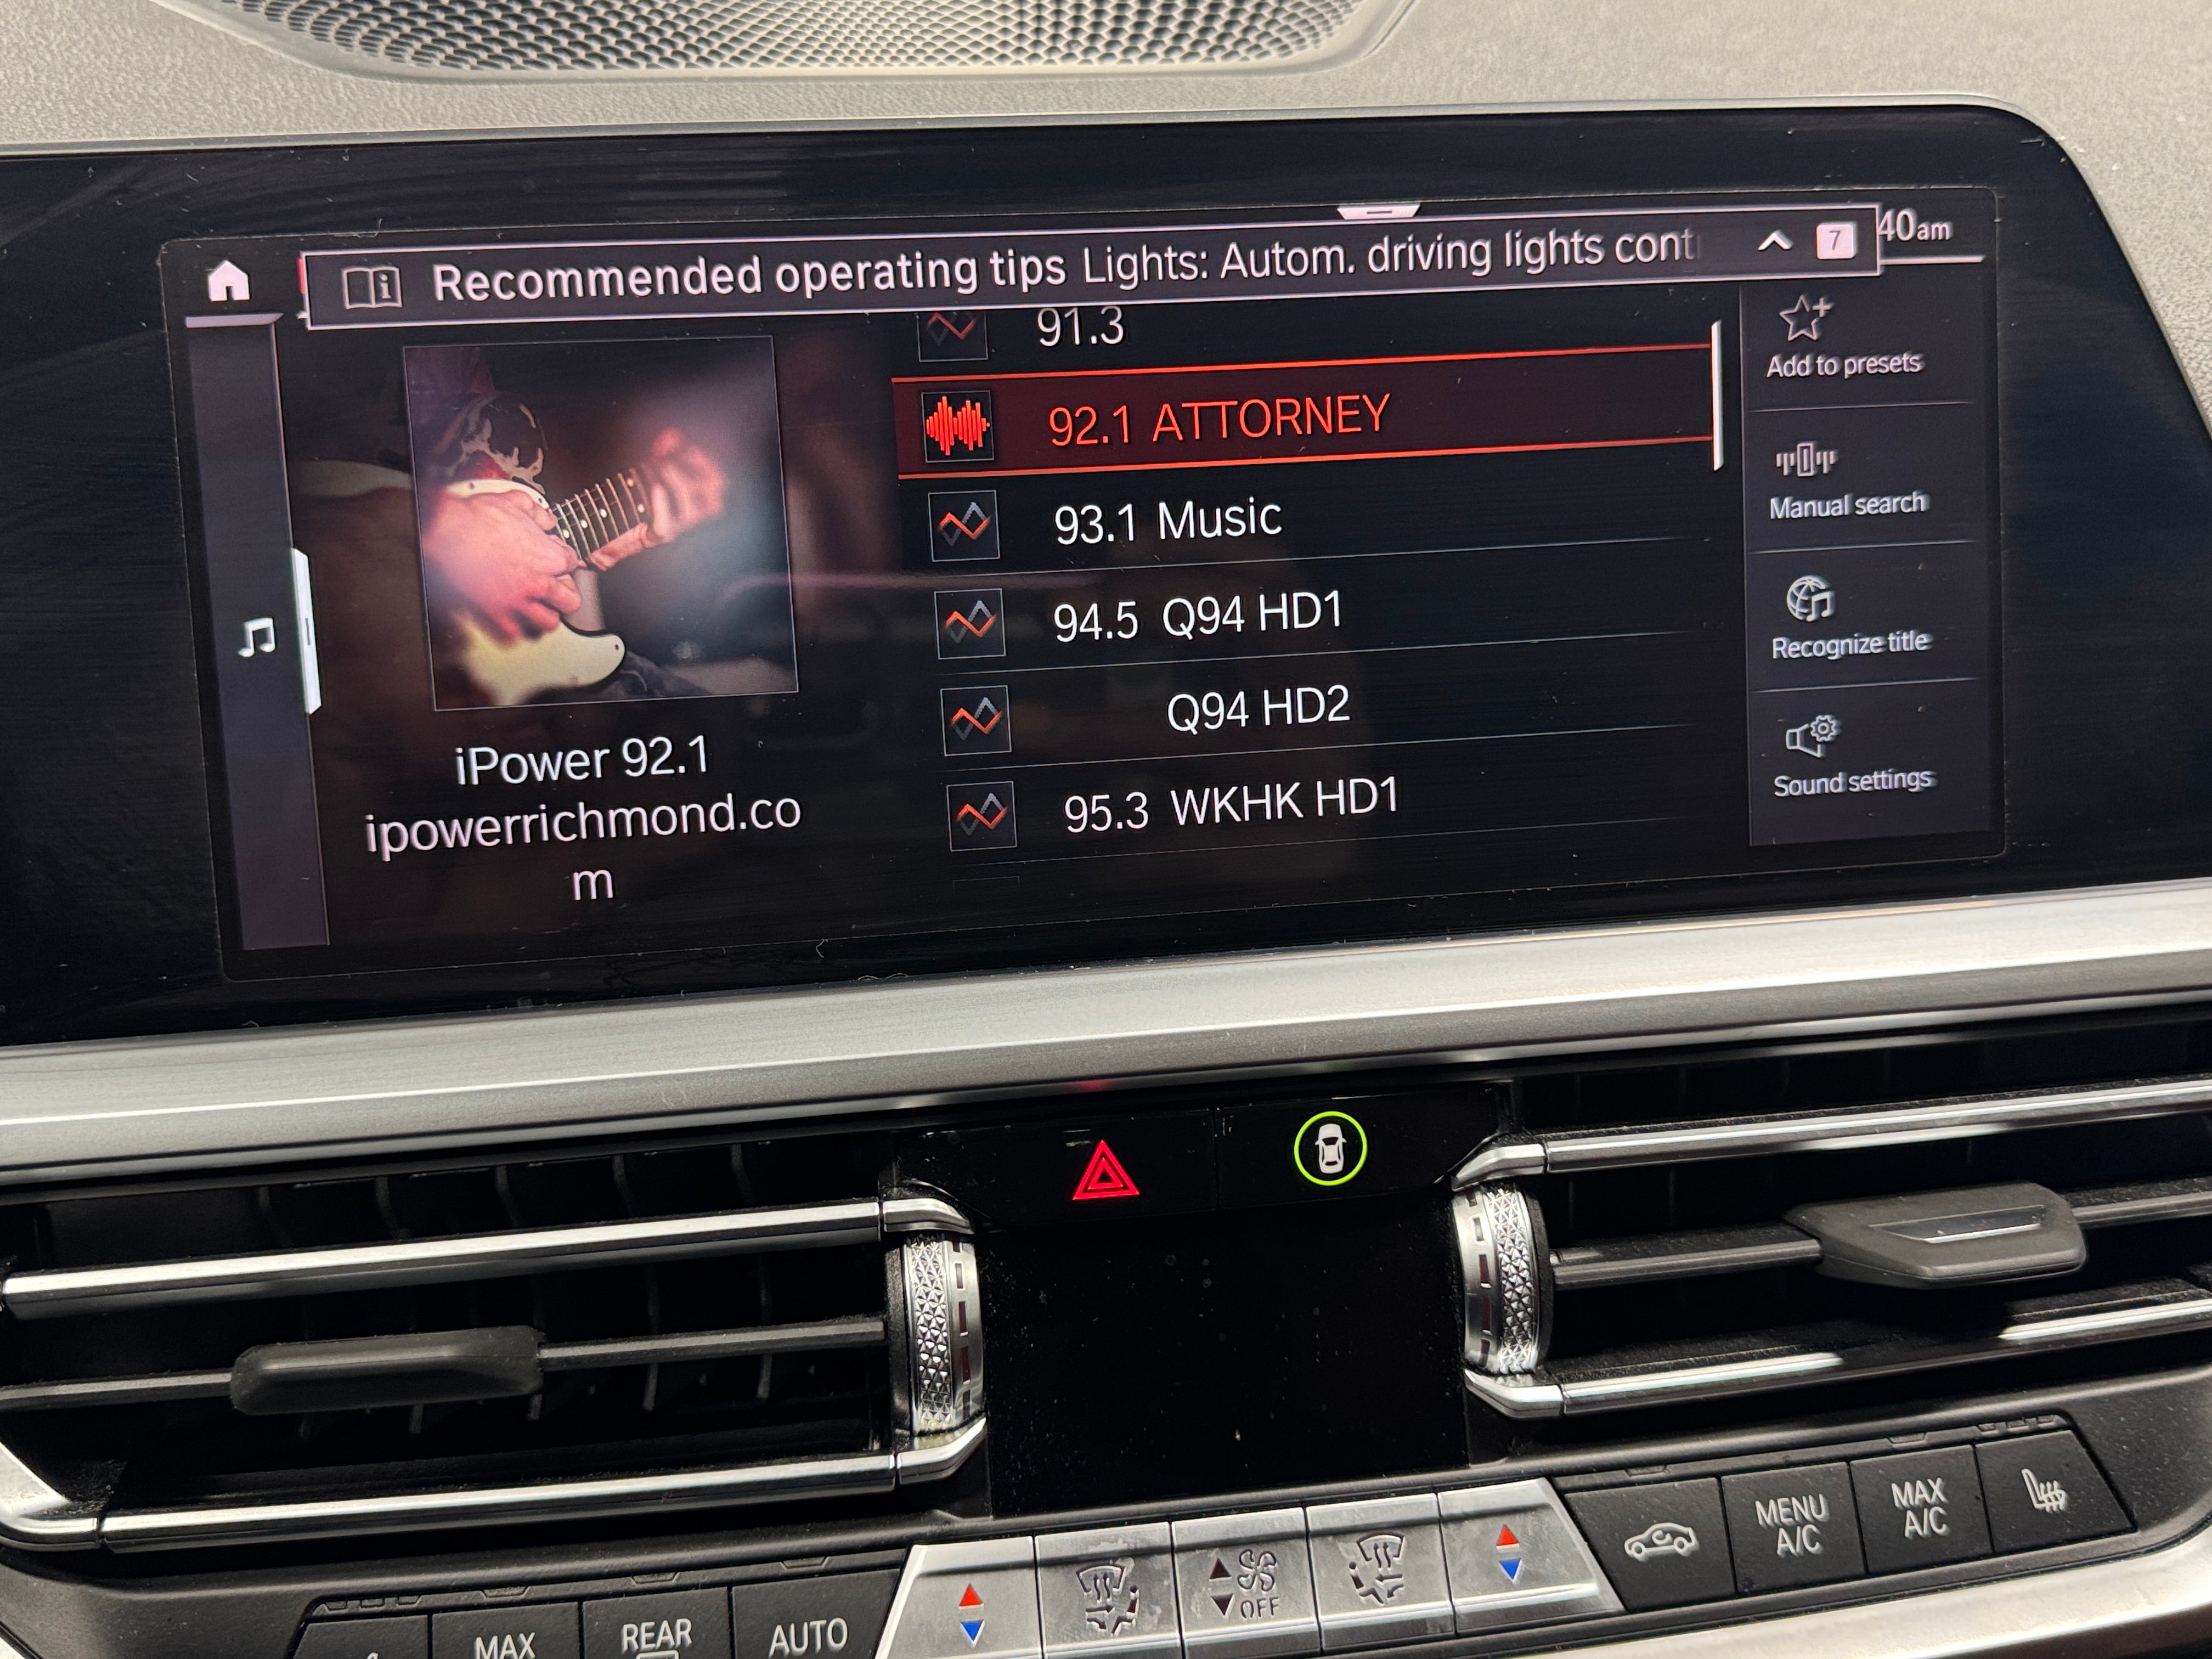 Recommended operating tips Lights: Autom. driving lights cont
7
40am
91.3
92.1 ATTORNEY
93.1 Music
94.5 Q94 HD1
Q94 HD2
95.3 WKHK HD1
iPower 92.1
ipowerrichmond.co
m
Add to presets
Manual search
Recognize title
Sound settings
MAX
REAR
AUTO
OFF
MENU
A/C
MAX
A/C